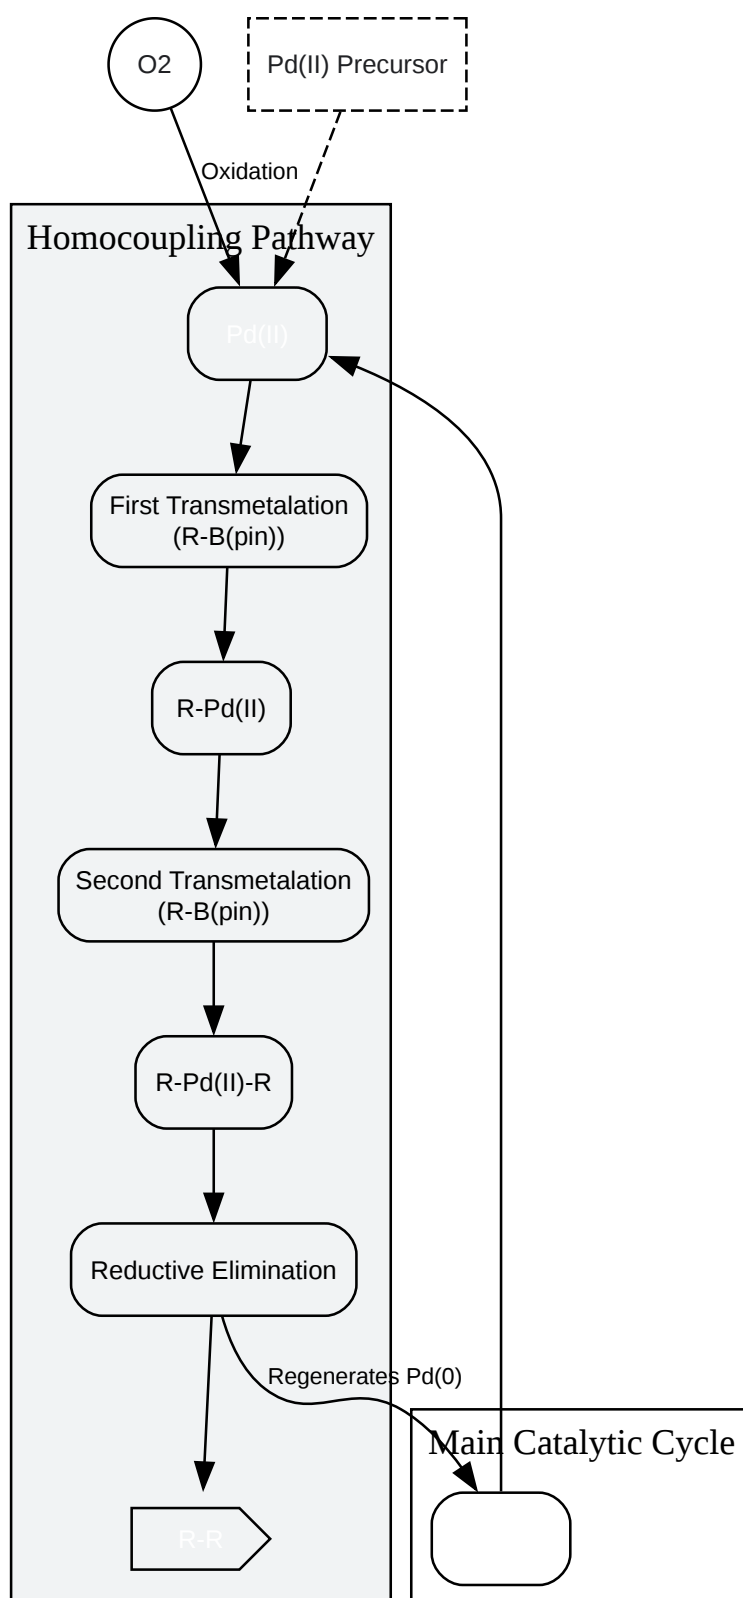 O2
Pd(II) Precursor
Oxidation
Homocoupling Pathway
Pd(II)
First Transmetalation
(R-B(pin))
R-Pd(II)
Second Transmetalation
(R-B(pin))
R-Pd(II)-R
Reductive Elimination
Regenerates Pd(0)
Main Catalytic Cycle
R-R